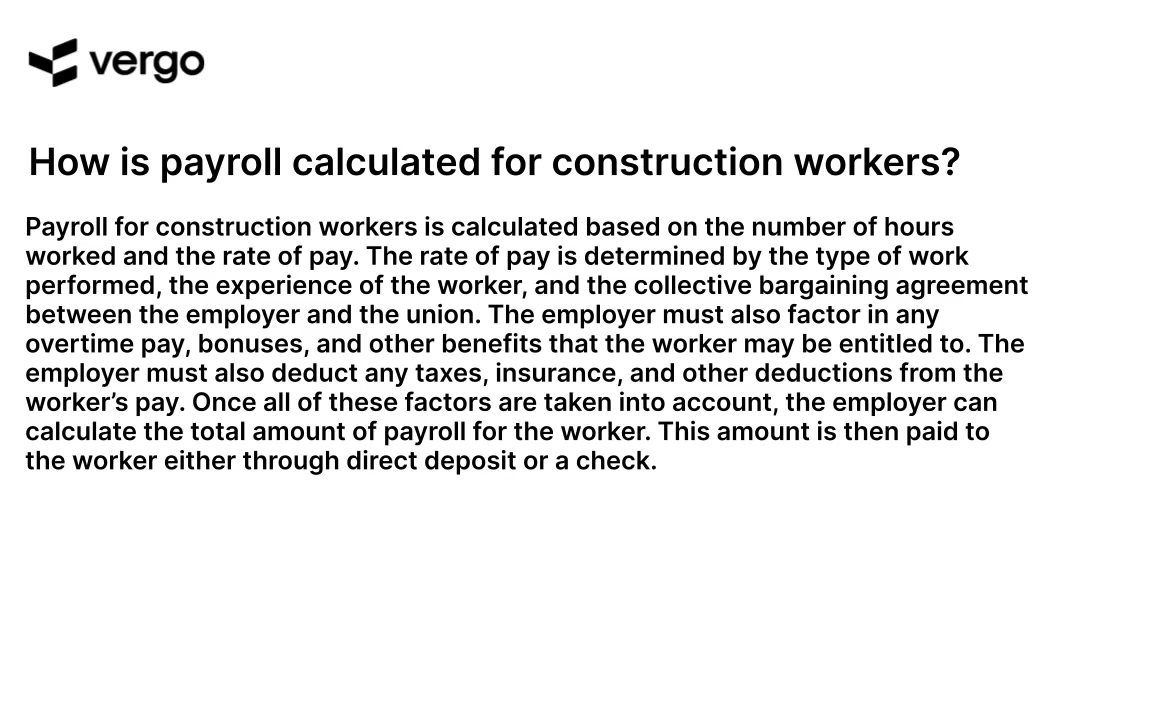 vergo
How is payroll calculated for construction workers?
Payroll for construction workers is calculated based on the number of hours
worked and the rate of pay. The rate of pay is determined by the type of work
performed, the experience of the worker, and the collective bargaining agreement
between the employer and the union. The employer must also factor in any
overtime pay, bonuses, and other benefits that the worker may be entitled to. The
employer must also deduct any taxes, insurance, and other deductions from the
worker’s pay. Once all of these factors are taken into account, the employer can
calculate the total amount of payroll for the worker. This amount is then paid to
the worker either through direct deposit or a check.